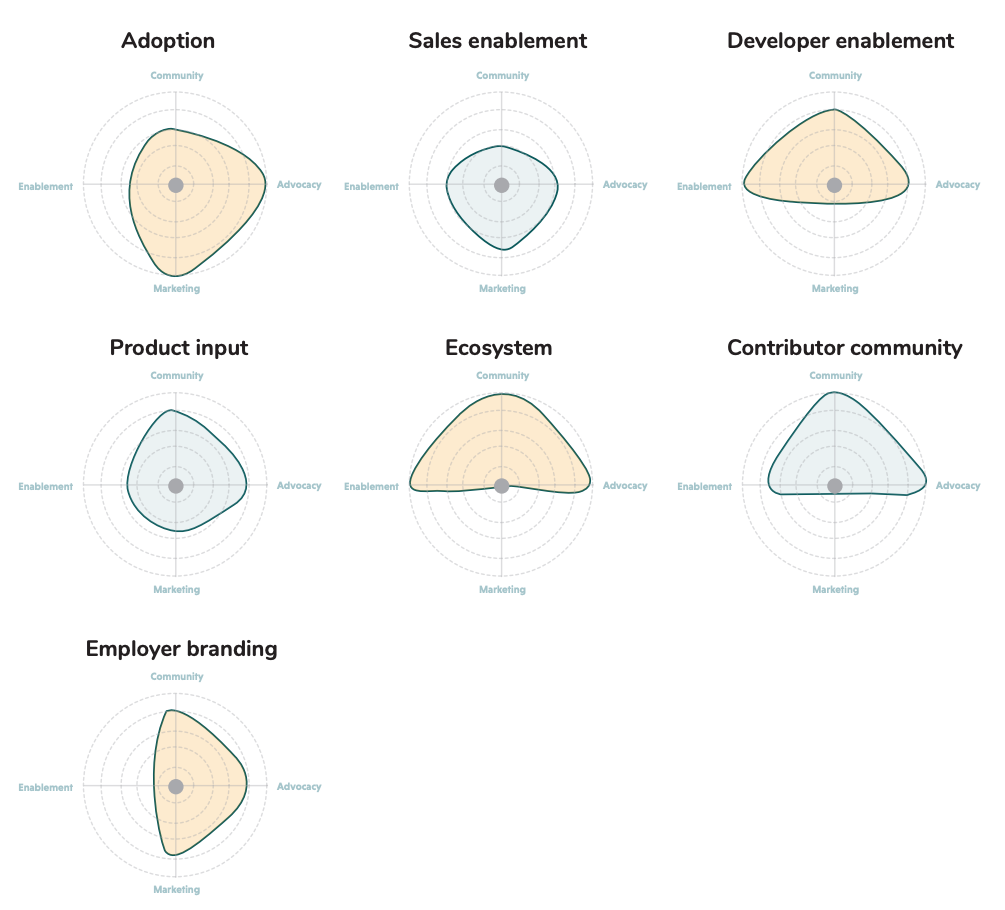 Adoption
Sales enablement
Developer enablement
Community
Community
Community
Enablement
Advocacy
Enablement
Advocacy
Enablement
Advocacy
Marketing
Marketing
Marketing
Product input
Ecosystem
Contributor community
Community
Community
Community
Enablement
Advocacy
Enablement
Advocacy
Enablement
Advocacy
Marketing
Marketing
Marketing
Employer branding
Community
Enablement
Advocacy
Marketing